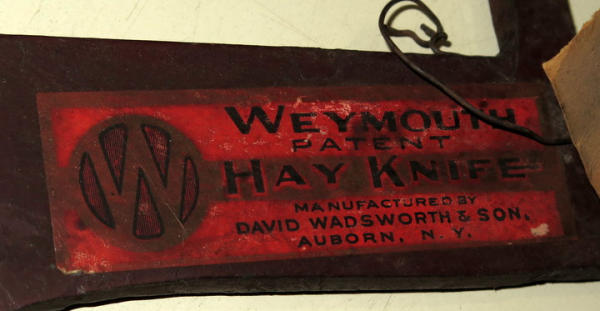 W
WEYMOUTH
PATENT
HAY KNIFE
MANUFACTURED BY
DAVID WADSWORTH & SON,
AUBORN, N. Y.